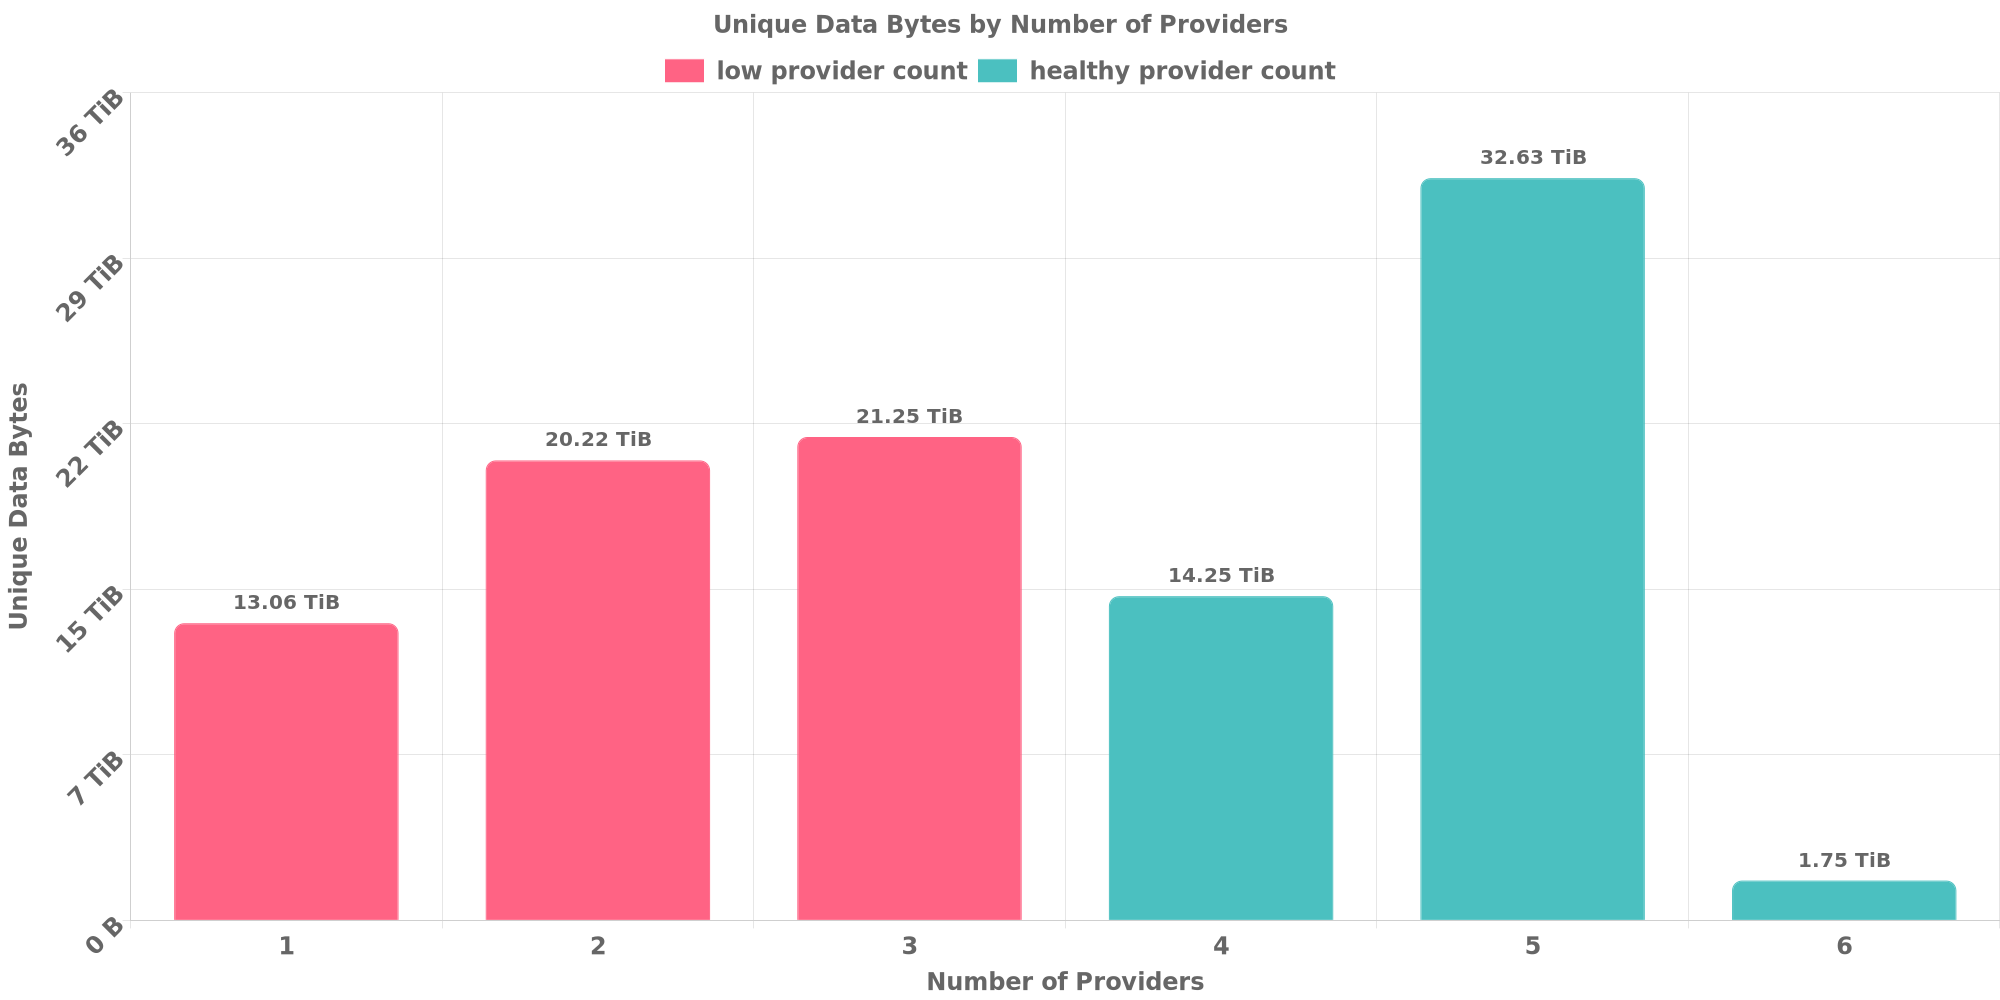 Unique Data Bytes by Number of Providers
low provider count
healthy provider count
36 TiB
29 TiB
22 TiB
15 TiB
7 TiB
0 B
Unique Data Bytes
13.06 TiB
20.22 TiB
21.25 TiB
14.25 TiB
32.63 TiB
1.75 TiB
1
2
3
4
5
6
Number of Providers